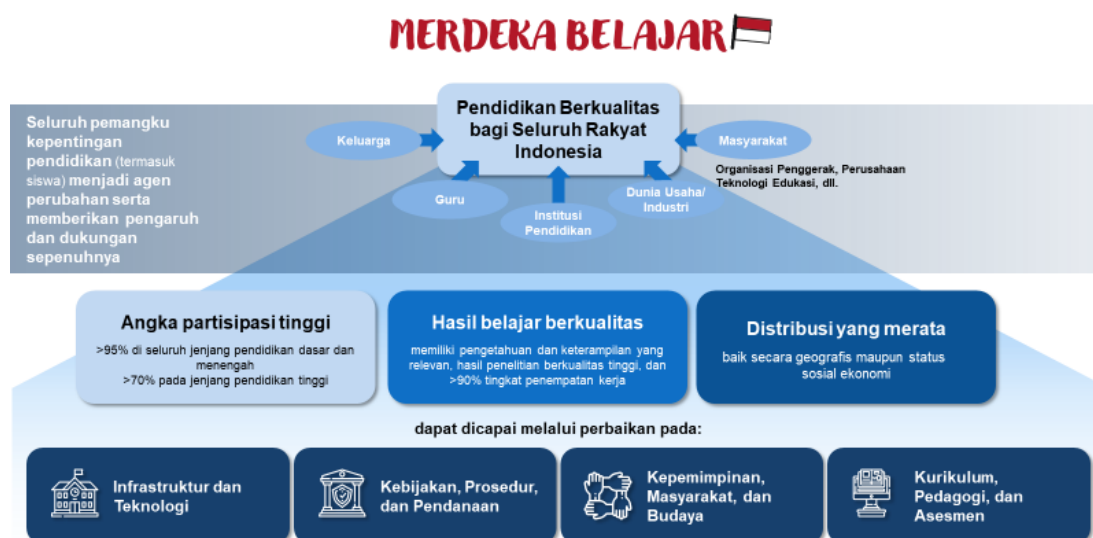 MERDEKA BELAJAR
Pendidikan Berkualitas
bagi Seluruh Rakyat
Indonesia
Seluruh pemangku
kepentingan
pendidikan (termasuk
siswa) menjadi agen
perubahan serta
memberikan pengaruh
dan dukungan
sepenuhnya
Keluarga
Guru
Institusi
Pendidikan
Dunia Usaha/
Industri
Masyarakat
Organisasi Penggerak, Perusahaan
Teknologi Edukasi, dll.
Angka partisipasi tinggi
>95% di seluruh jenjang pendidikan dasar dan
menengah
>70% pada jenjang pendidikan tinggi
Hasil belajar berkualitas
memiliki pengetahuan dan keterampilan yang
relevan, hasil penelitian berkualitas tinggi, dan
>90% tingkat penempatan kerja
Distribusi yang merata
baik secara geografis maupun status
sosial ekonomi
dapat dicapai melalui perbaikan pada:
Infrastruktur dan
Teknologi
Kebijakan, Prosedur,
dan Pendanaan
Kepemimpinan,
Masyarakat, dan
Budaya
Kurikulum,
Pedagogi, dan
Asesmen